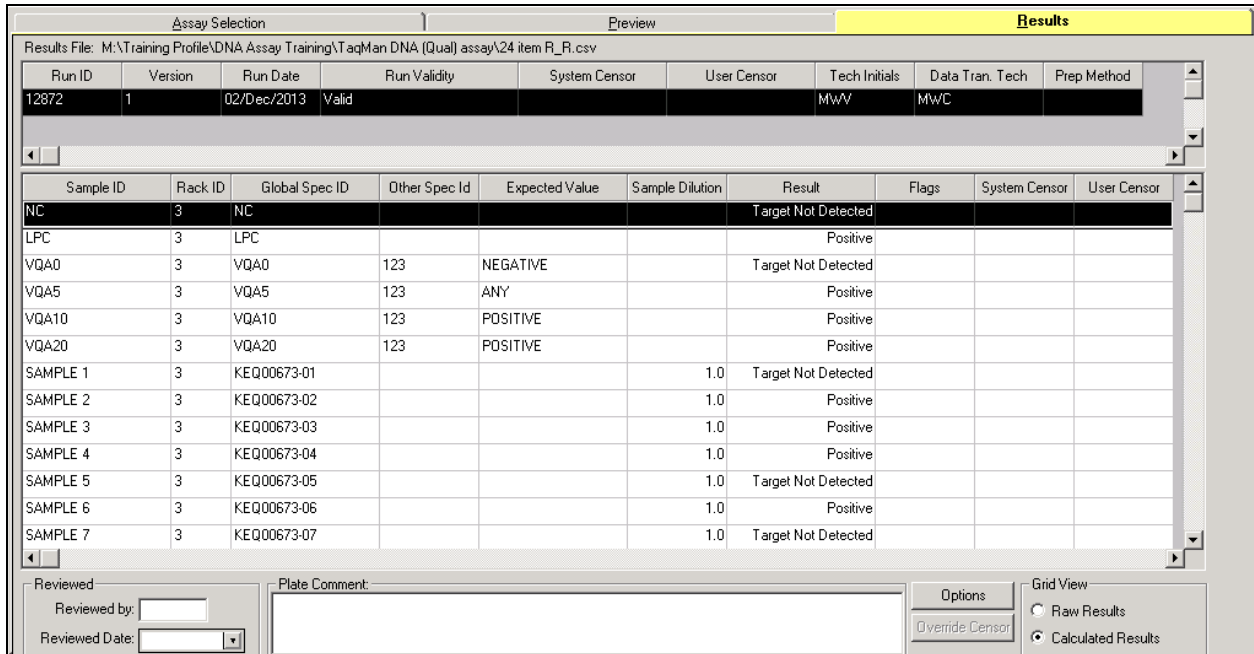 Assay Selection Preview Results
Results File: M:\Training Profile\DNA Assay Training\TaqMan DNA (Qual) assay\24 item R_R.csv
Run ID Version Run Date Run Validity System Censor User Censor Tech Initials Data Tran. Tech Prep Method
12872 1 02/Dec/2013 Valid MWV MWC
Sample ID Rack ID Global Spec ID Other Spec Id Expected Value Sample Dilution Result Flags System Censor User Censor
NC 3 NC Target Not Detected
LPC 3 LPC Positive
VQA0 3 VQA0 123 NEGATIVE Target Not Detected
VQA5 3 VQA5 123 ANY Positive
VQA10 3 VQA10 123 POSITIVE Positive
VQA20 3 VQA20 123 POSITIVE Positive
SAMPLE 1 3 KEQ00673-01 1.0 Target Not Detected
SAMPLE 2 3 KEQ00673-02 1.0 Positive
SAMPLE 3 3 KEQ00673-03 1.0 Positive
SAMPLE 4 3 KEQ00673-04 1.0 Positive
SAMPLE 5 3 KEQ00673-05 1.0 Target Not Detected
SAMPLE 6 3 KEQ00673-06 1.0 Positive
SAMPLE 7 3 KEQ00673-07 1.0 Target Not Detected
Reviewed Plate Comment: Options Grid View
Reviewed by: Raw Results
Reviewed Date: Override Censor Calculated Results